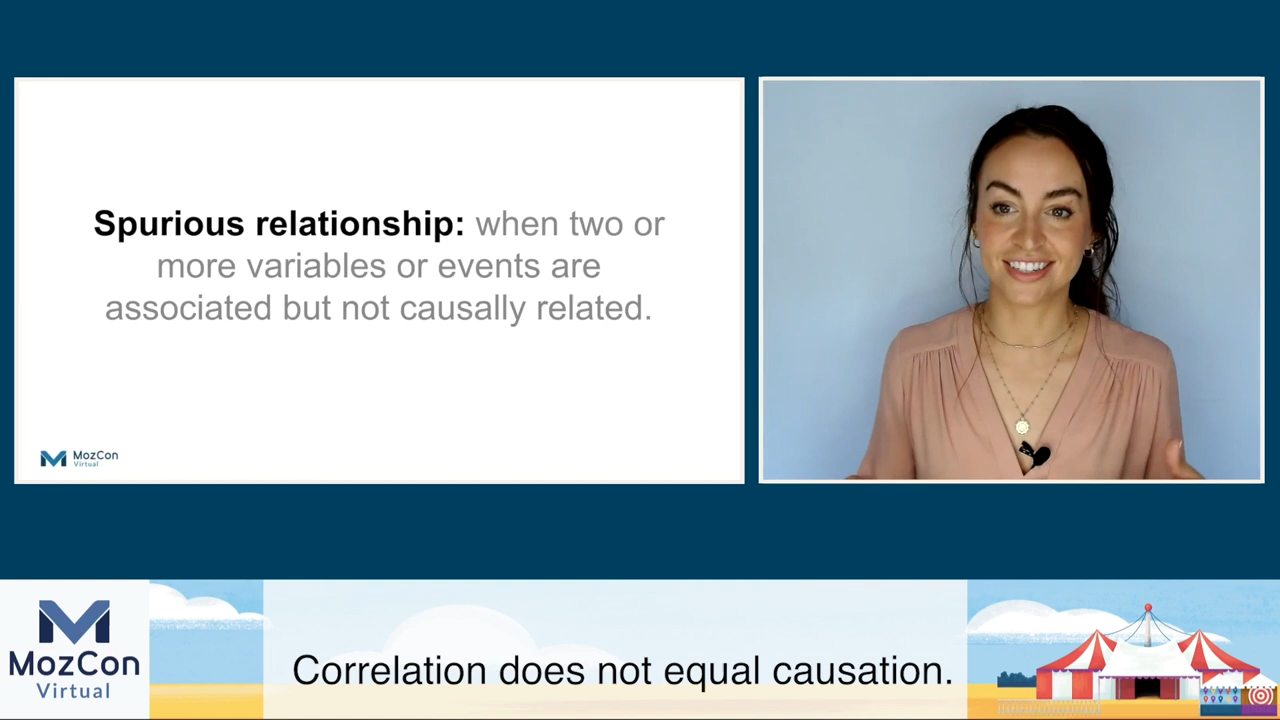 Spurious relationship: when two or
more variables or events are
associated but not causally related.
MozCon
Virtual
MozCon
Virtual
Correlation does not equal causation.